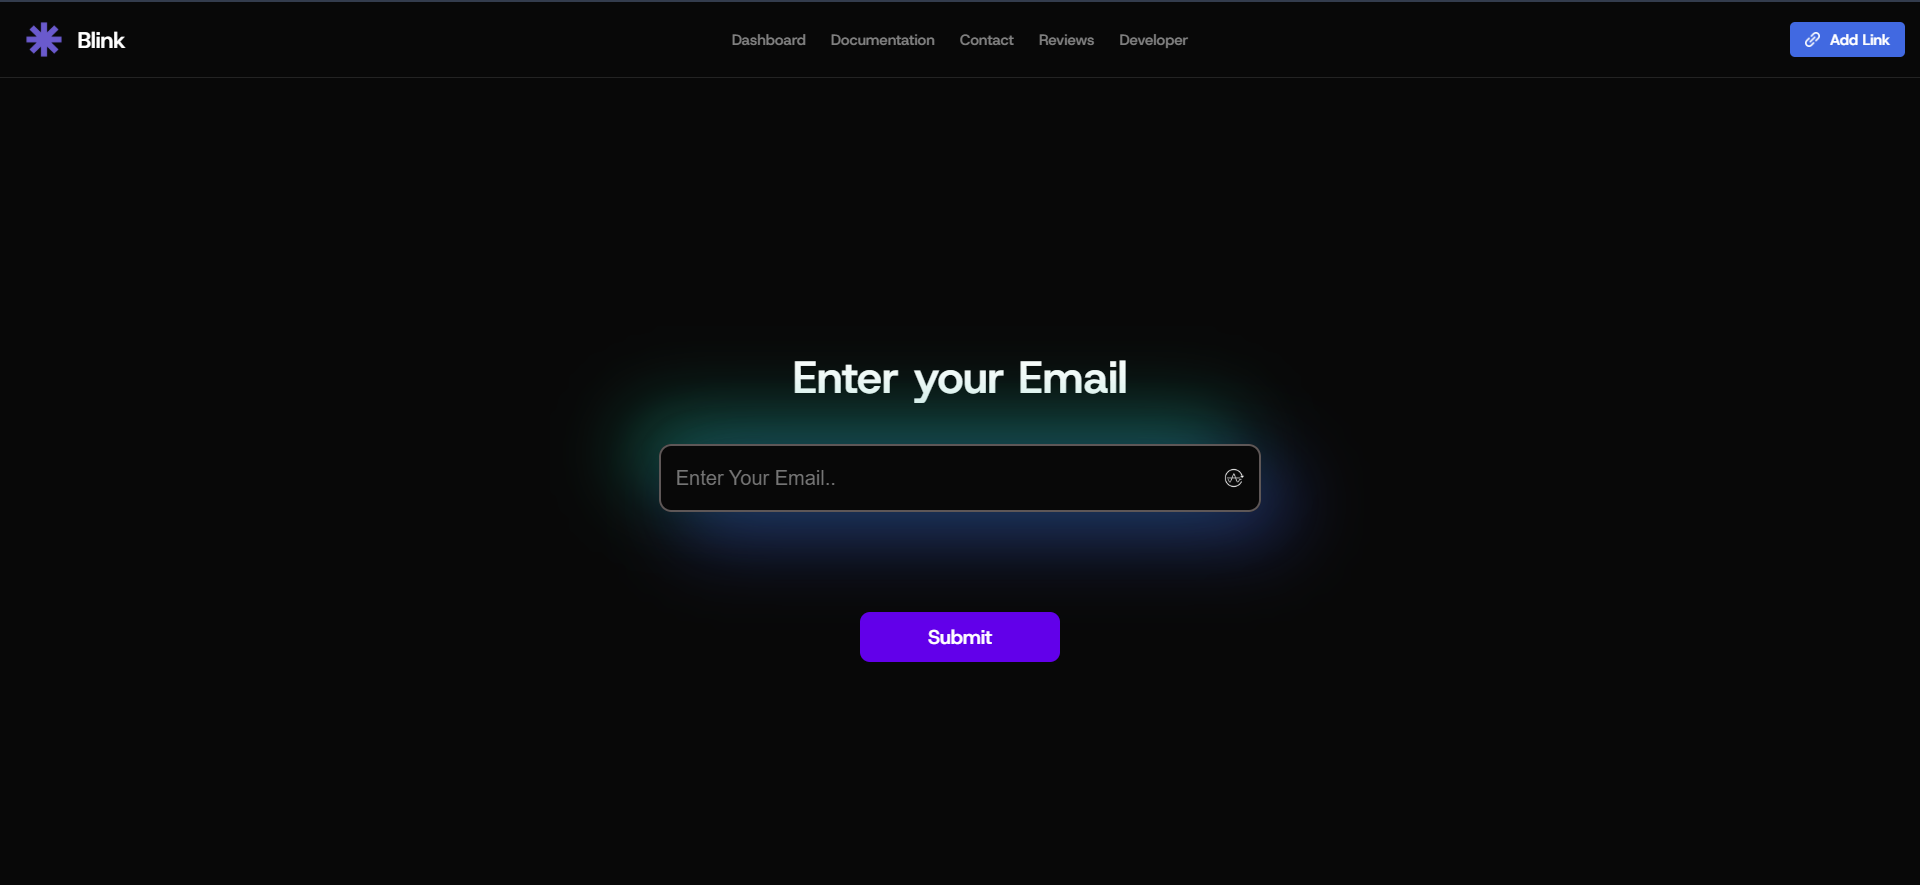 Blink
Dashboard Documentation Contact Reviews Developer
Add Link
Enter your Email
Enter Your Email..
Submit